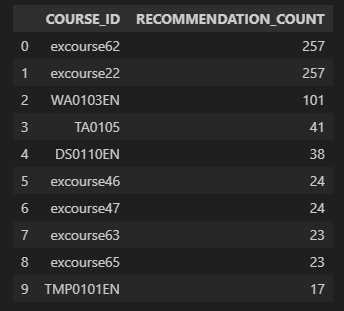 COURSE_ID RECOMMENDATION_COUNT
0 excourse62 257
1 excourse22 257
2 WA0103EN 101
3 TA0105 41
4 DS0110EN 38
5 excourse46 24
6 excourse47 24
7 excourse63 23
8 excourse65 23
9 TMP0101EN 17